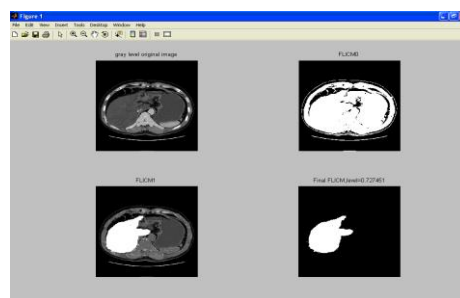 Figure 1
File Edit View Insert Tools Desktop Window Help
gray level original image
FLICM0
FLICM1
Final FLICM,level=0.737451